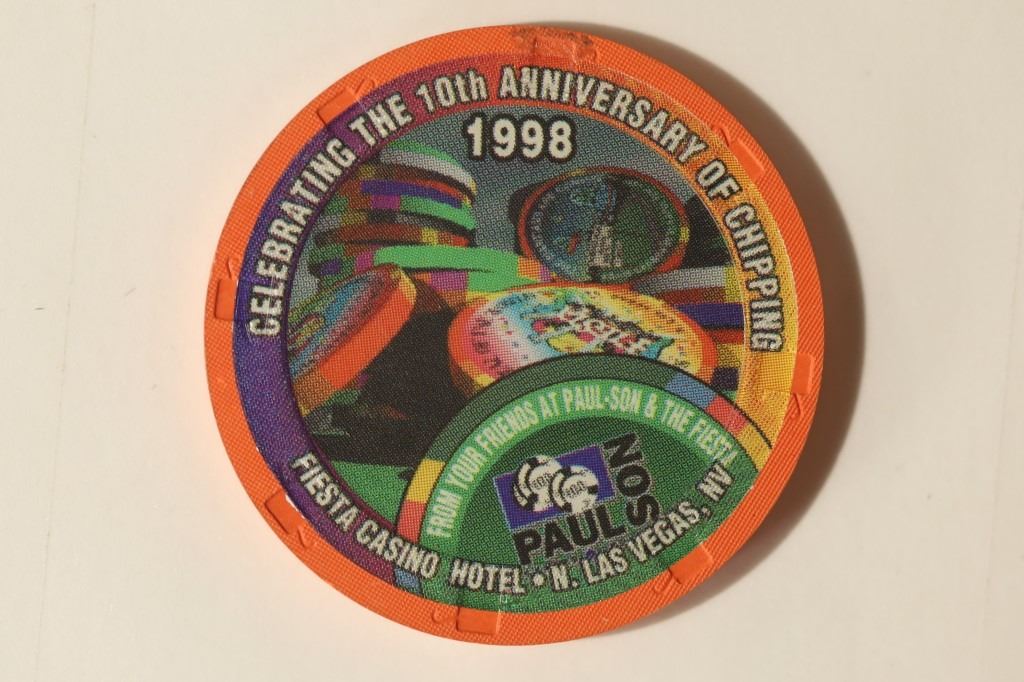 CELEBRATING THE 10th ANNIVERSARY OF CHIPPING
1998
FROM YOUR FRIENDS AT PAUL-SON & THE FIESTA
PAUL SON
FIESTA CASINO HOTEL • N. LAS VEGAS, NV